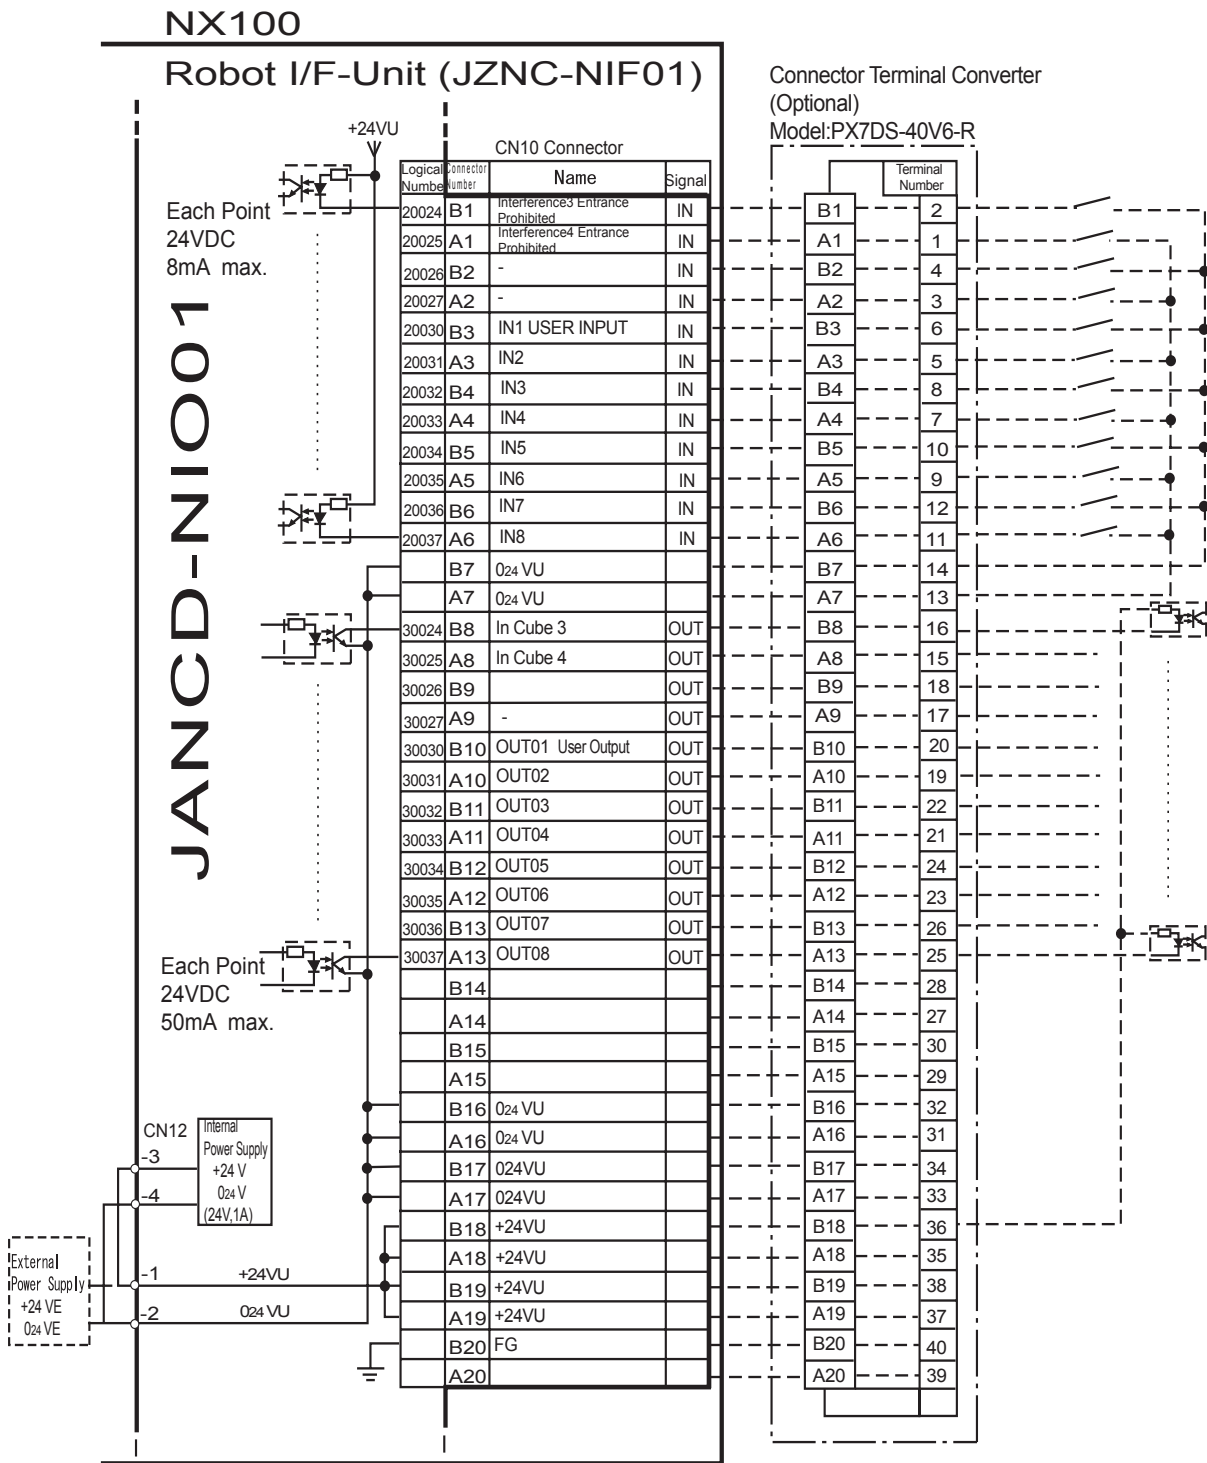 NX100
Robot I/F-Unit (JZNC-NIF01)
Connector Terminal Converter
(Optional)
Model:PX7DS-40V6-R
+24VU
CN10 Connector
Logical Numbe Connector Number Name Signal
Terminal Number
Each Point
24VDC
8mA max.
JANCD-NIO01
20024 B1 Interference3 Entrance Prohibited IN B1 2
20025 A1 Interference4 Entrance Prohibited IN A1 1
20026 B2 - IN B2 4
20027 A2 - IN A2 3
20030 B3 IN1 USER INPUT IN B3 6
20031 A3 IN2 IN A3 5
20032 B4 IN3 IN B4 8
20033 A4 IN4 IN A4 7
20034 B5 IN5 IN B5 10
20035 A5 IN6 IN A5 9
20036 B6 IN7 IN B6 12
20037 A6 IN8 IN A6 11
B7 024 VU B7 14
A7 024 VU A7 13
30024 B8 In Cube 3 OUT B8 16
30025 A8 In Cube 4 OUT A8 15
30026 B9 OUT B9 18
30027 A9 - OUT A9 17
30030 B10 OUT01 User Output OUT B10 20
30031 A10 OUT02 OUT A10 19
30032 B11 OUT03 OUT B11 22
30033 A11 OUT04 OUT A11 21
30034 B12 OUT05 OUT B12 24
30035 A12 OUT06 OUT A12 23
30036 B13 OUT07 OUT B13 26
30037 A13 OUT08 OUT A13 25
Each Point
24VDC
50mA max.
B14 B14 28
A14 A14 27
B15 B15 30
A15 A15 29
B16 024 VU B16 32
A16 024 VU A16 31
B17 024VU B17 34
A17 024VU A17 33
B18 +24VU B18 36
A18 +24VU A18 35
B19 +24VU B19 38
A19 +24VU A19 37
B20 FG B20 40
A20 A20 39
CN12
-3
-4
Internal
Power Supply
+24 V
024 V
(24V,1A)
External
Power Supply
+24 VE
024 VE
-1 +24VU
-2 024 VU